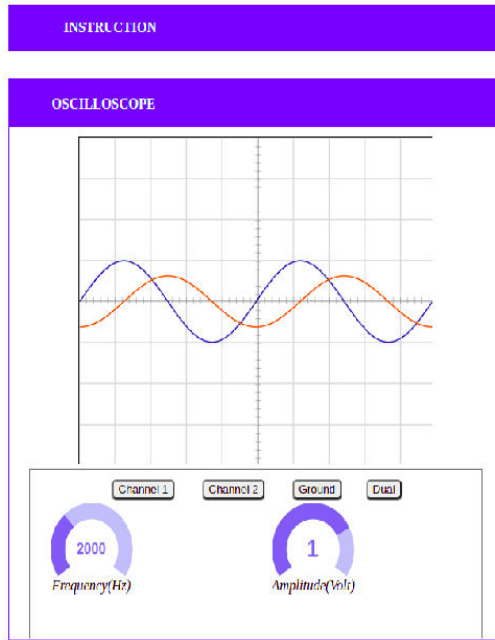 INSTRUCTION
OSCILLOSCOPE
Channel 1 Channel 2 Ground Dual
2000 1
Frequency(Hz) Amplitude(Volt)